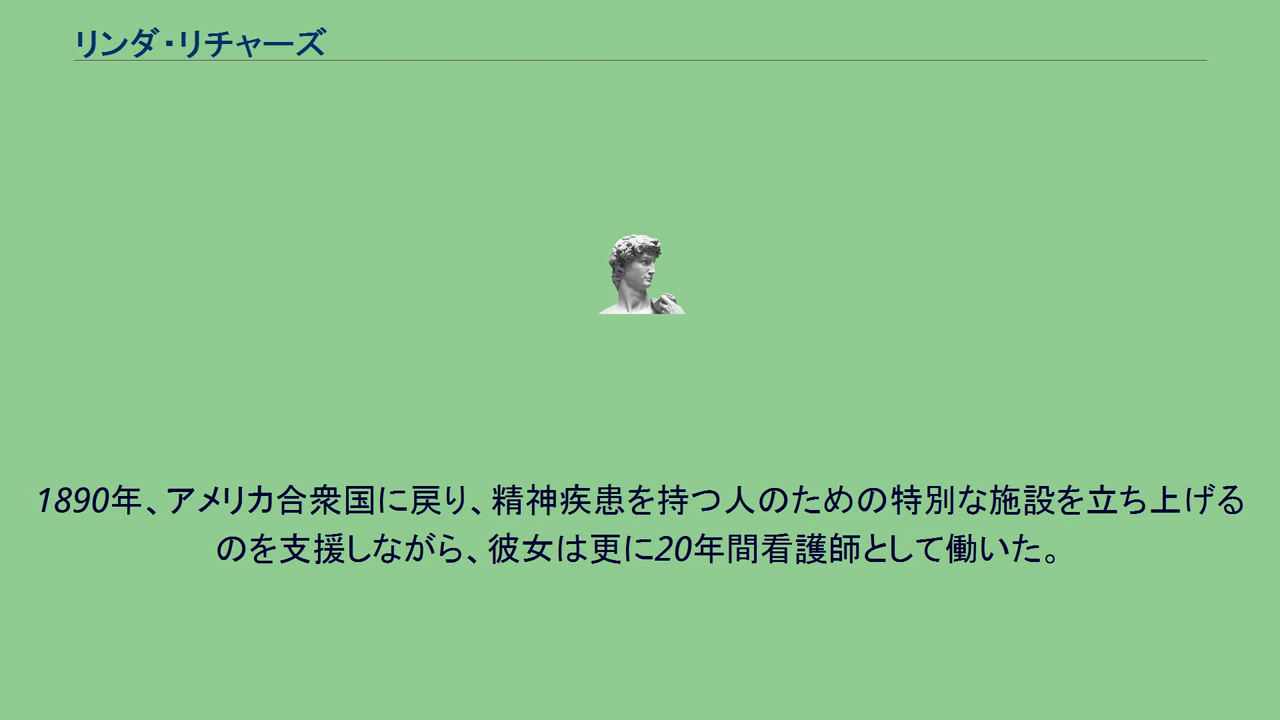 リンダ・リチャーズ
1890年、アメリカ合衆国に戻り、精神疾患を持つ人のための特別な施設を立ち上げる
のを支援しながら、彼女は更に20年間看護師として働いた。